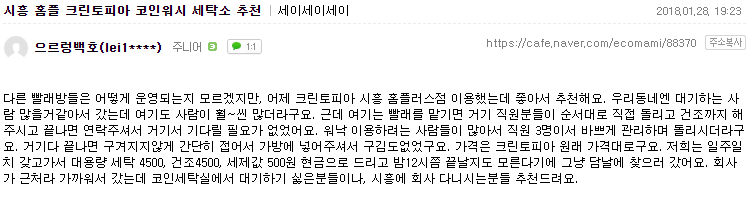 시흥 홈플 크린토피아 코인워시 세탁소 추천 | 세이세이세이
2018.01.28. 19:23
으르렁백호(lei1****) 주니어 1:1
https://cafe.naver.com/ecomami/88370 주소복사
다른 빨래방들은 어떻게 운영되는지 모르겠지만, 어제 크린토피아 시흥 홈플러스점 이용했는데 좋아서 추천해요. 우리동네엔 대기하는 사
람 많을거같아서 갔는데 여기도 사람이 훨~씬 많더라구요. 근데 여기는 빨래를 맡기면 거기 직원분들이 순서대로 직접 돌리고 건조까지 해
주시고 끝나면 연락주셔서 거기서 기다릴 필요가 없었어요. 워낙 이용하려는 사람들이 많아서 직원 3명이서 바쁘게 관리하며 돌리시더라구
요. 거기다 끝나면 구겨지지않게 간단히 접어서 가방에 넣어주셔서 구김도없었구요. 가격은 크린토피아 원래 가격대로구요. 저희는 일주일
치 갖고가서 대용량 세탁 4500, 건조4500, 세제값 500원 현금으로 드리고 밤12시쯤 끝날지도 모른다기에 그냥 담날에 찾으러 갔어요. 회사
가 근처라 가까워서 갔는데 코인세탁실에서 대기하기 싫은분들이나, 시흥에 회사 다니시는분들 추천드려요.